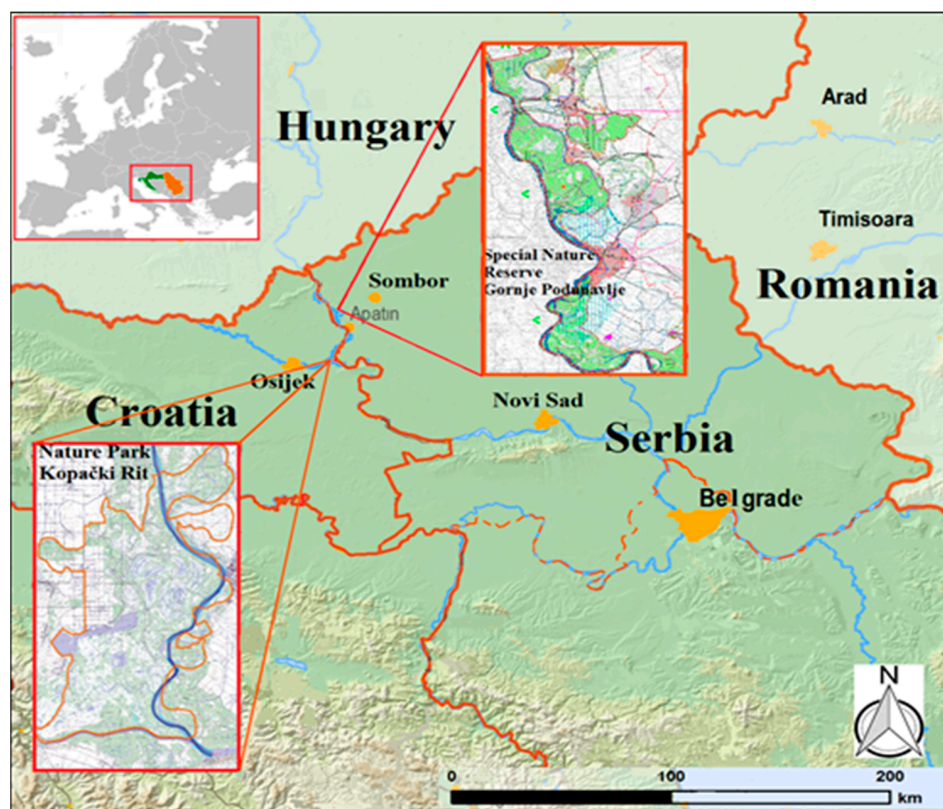 Hungary
Arad
Timisoara
Romania
Special Nature
Reserve
Gornje Podunavlje
Sombor
Apatin
Osijek
Croatia
Novi Sad
Serbia
Nature Park
Kopački Rit
Belgrade
N
0
100
200
km